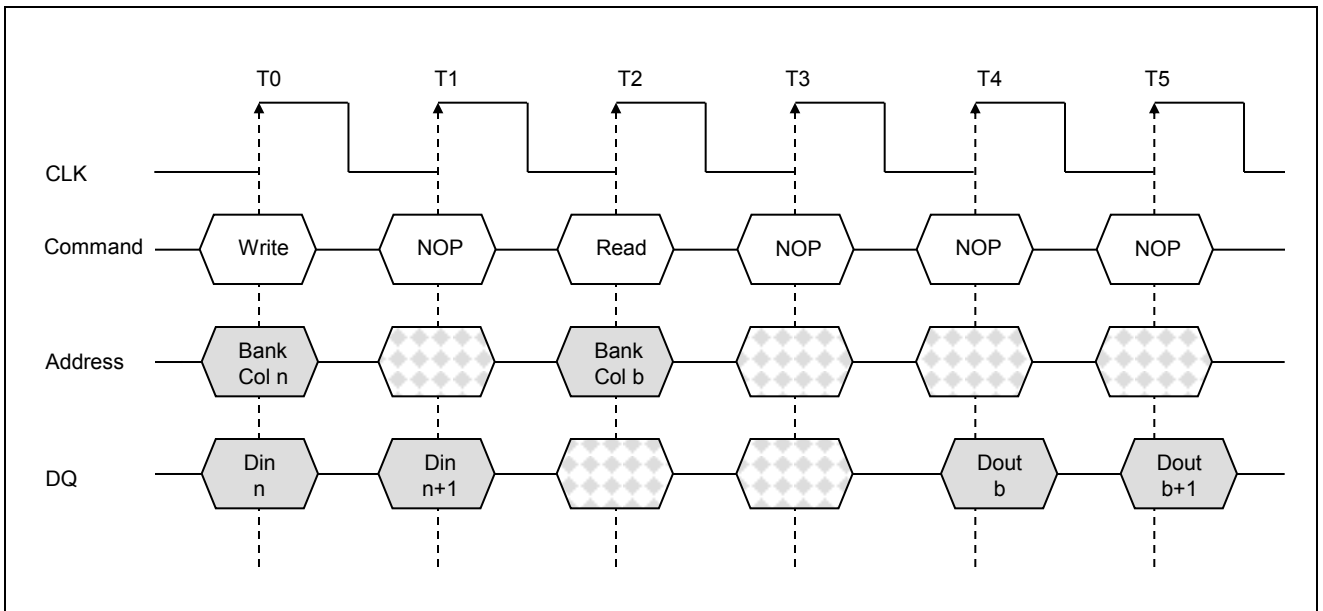 T0 T1 T2 T3 T4 T5
CLK
Command Write NOP Read NOP NOP NOP
Address
Bank
Col n
Bank
Col b
DQ
Din
n
Din
n+1
Dout
b
Dout
b+1